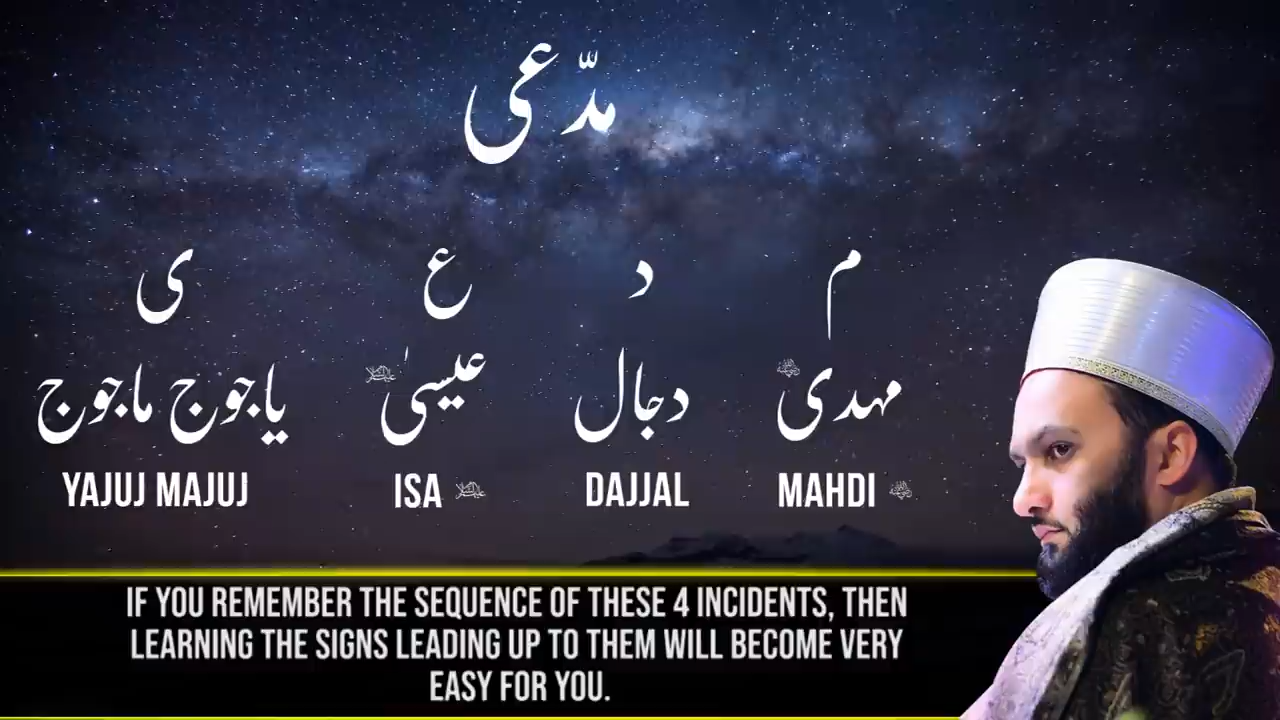 مدّعی
م د ع ی
مہدی دجال عیسیٰ یاجوج ماجوج
MAHDI DAJJAL ISA YAJUJ MAJUJ
IF YOU REMEMBER THE SEQUENCE OF THESE 4 INCIDENTS, THEN
LEARNING THE SIGNS LEADING UP TO THEM WILL BECOME VERY
EASY FOR YOU.